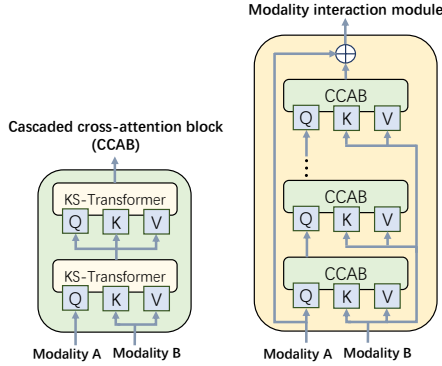 Modality interaction module
CCAB
Q K V
CCAB
Q K V
CCAB
Q K V
Modality A Modality B
Cascaded cross-attention block
(CCAB)
KS-Transformer
Q K V
KS-Transformer
Q K V
Modality A Modality B